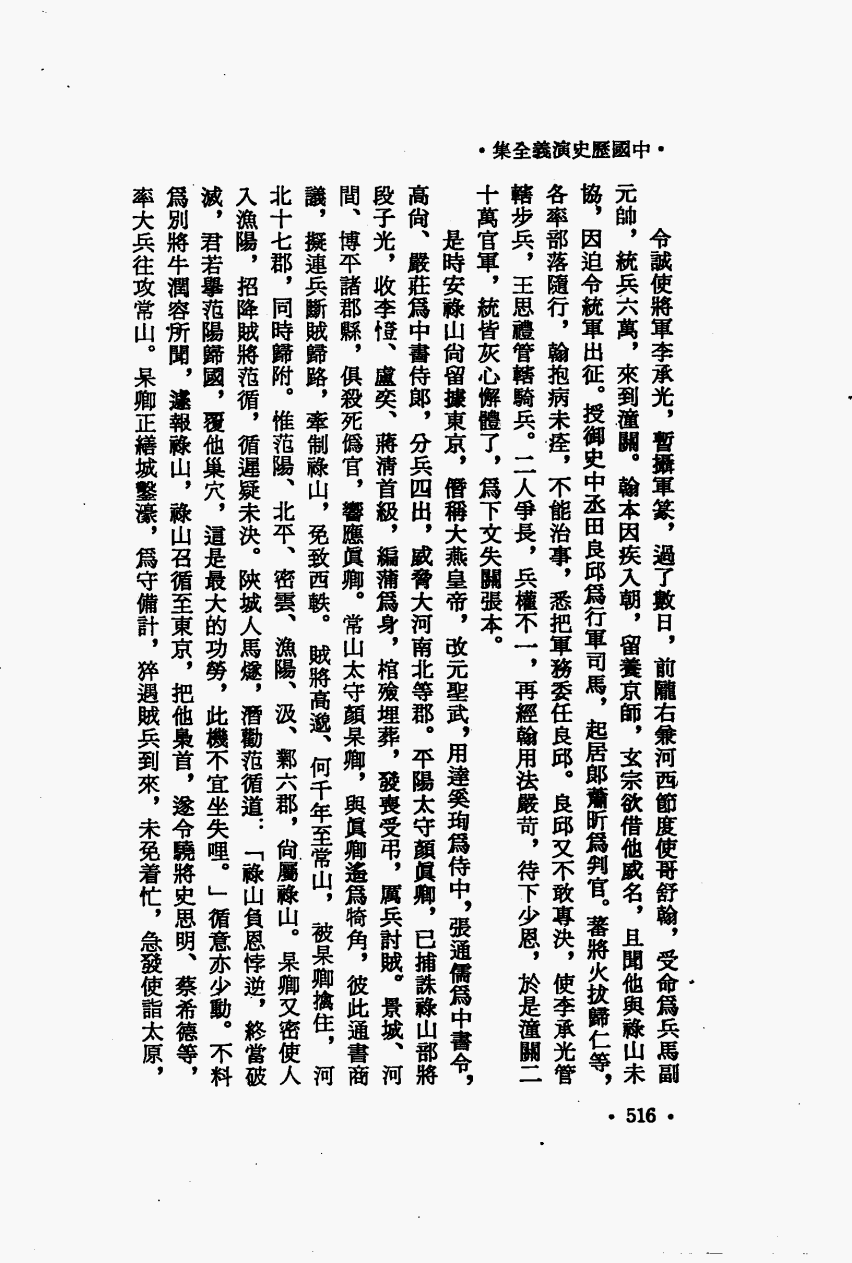 •中國歷史演義全集•
令誠使將軍李承光，暫攝軍篆，過了數日，前隴右兼河西節度使哥舒翰，受命爲兵馬副
元帥，統兵六萬，來到潼關。翰本因疾入朝，留養京師，玄宗欲借他威名，且聞他與祿山未
協，因迫令統軍出征。授御史中丞田良邱爲行軍司馬，起居郎蕭昕爲判官。蕃將火拔歸仁等，
各率部落隨行，翰抱病未痊，不能治事，悉把軍務委任良邱。良邱又不敢專決，使李承光管
轄步兵，王思禮管轄騎兵。二人爭長，兵權不一，再經翰用法嚴苛，待下少恩，於是潼關二
十萬官軍，統皆灰心懈體了，爲下文失關張本。
是時安祿山尙留據東京，僭稱大燕皇帝，改元聖武，用達奚珣爲侍中，張通儒爲中書令，
高尙、嚴莊爲中書侍郎，分兵四出，威脅大河南北等郡。平陽太守顏眞卿，已捕誅祿山部將
段子光，收李憕、盧奕、蔣清首級，編蒲爲身，棺殮埋葬，發喪受弔，厲兵討賊。景城、河
間、博平諸郡縣，俱殺死僞官，響應眞卿。常山太守顏杲卿，與眞卿遙爲犄角，彼此通書商
議，擬連兵斷賊歸路，牽制祿山，免致西軼。賊將高邈、何千年至常山，被杲卿擒住，河
北十七郡，同時歸附。惟范陽、北平、密雲、漁陽、汲、鄴六郡，尙屬祿山。杲卿又密使人
入漁陽，招降賊將范循，循遲疑未決。陝城人馬燧，潛勸范循道：「祿山負恩悖逆，終當破
滅，君若舉范陽歸國，覆他巢穴，這是最大的功勞，此機不宜坐失哩。」循意亦少動。不料
爲別將牛潤容所聞，遽報祿山，祿山召循至東京，把他梟首，遂令驍將史思明、蔡希德等，
率大兵往攻常山。杲卿正繕城鑿濠，爲守備計，猝遇賊兵到來，未免着忙，急發使詣太原，
•516•